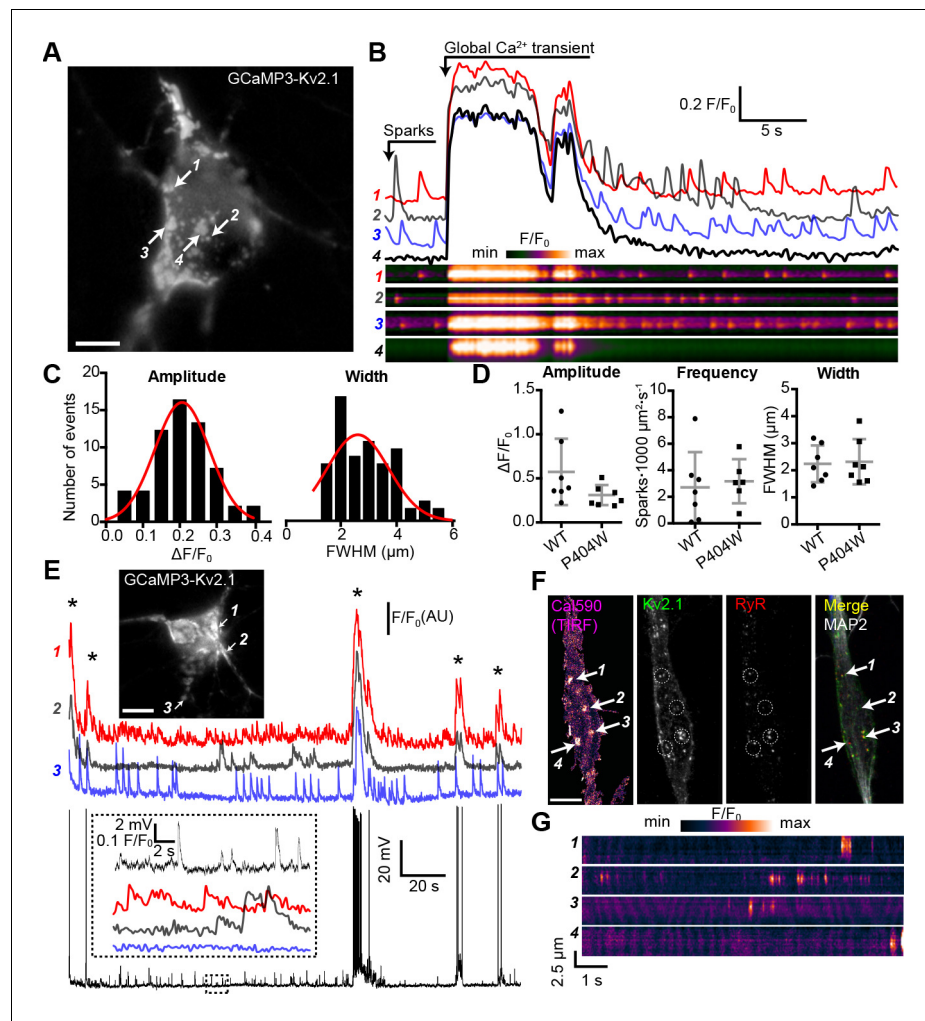 A
GCaMP3-Kv2.1
1
2
3
4
B
Global Ca²⁺ transient
Sparks
0.2 F/F₀
5 s
1
2
3
4
F/F₀
min
max
1
2
3
4
C
Amplitude
Width
Number of events
20
15
10
5
0
0.0 0.1 0.2 0.3 0.4
ΔF/F₀
0 2 4 6
FWHM (µm)
D
Amplitude
Frequency
Width
ΔF/F₀
1.5
1.0
0.5
0.0
WT
P404W
Sparks·1000 µm²·s⁻¹
10
8
6
4
2
0
WT
P404W
FWHM (µm)
5
4
3
2
1
0
WT
P404W
E
GCaMP3-Kv2.1
1
2
3
* * * * *
F/F₀(AU)
1
2
3
2 mV
0.1 F/F₀
2 s
20 mV
20 s
F
Cal590
(TIRF)
Kv2.1
RyR
Merge
MAP2
1
2
3
4
1
2
3
4
G
F/F₀
min
max
1
2
3
4
2.5 µm
1 s